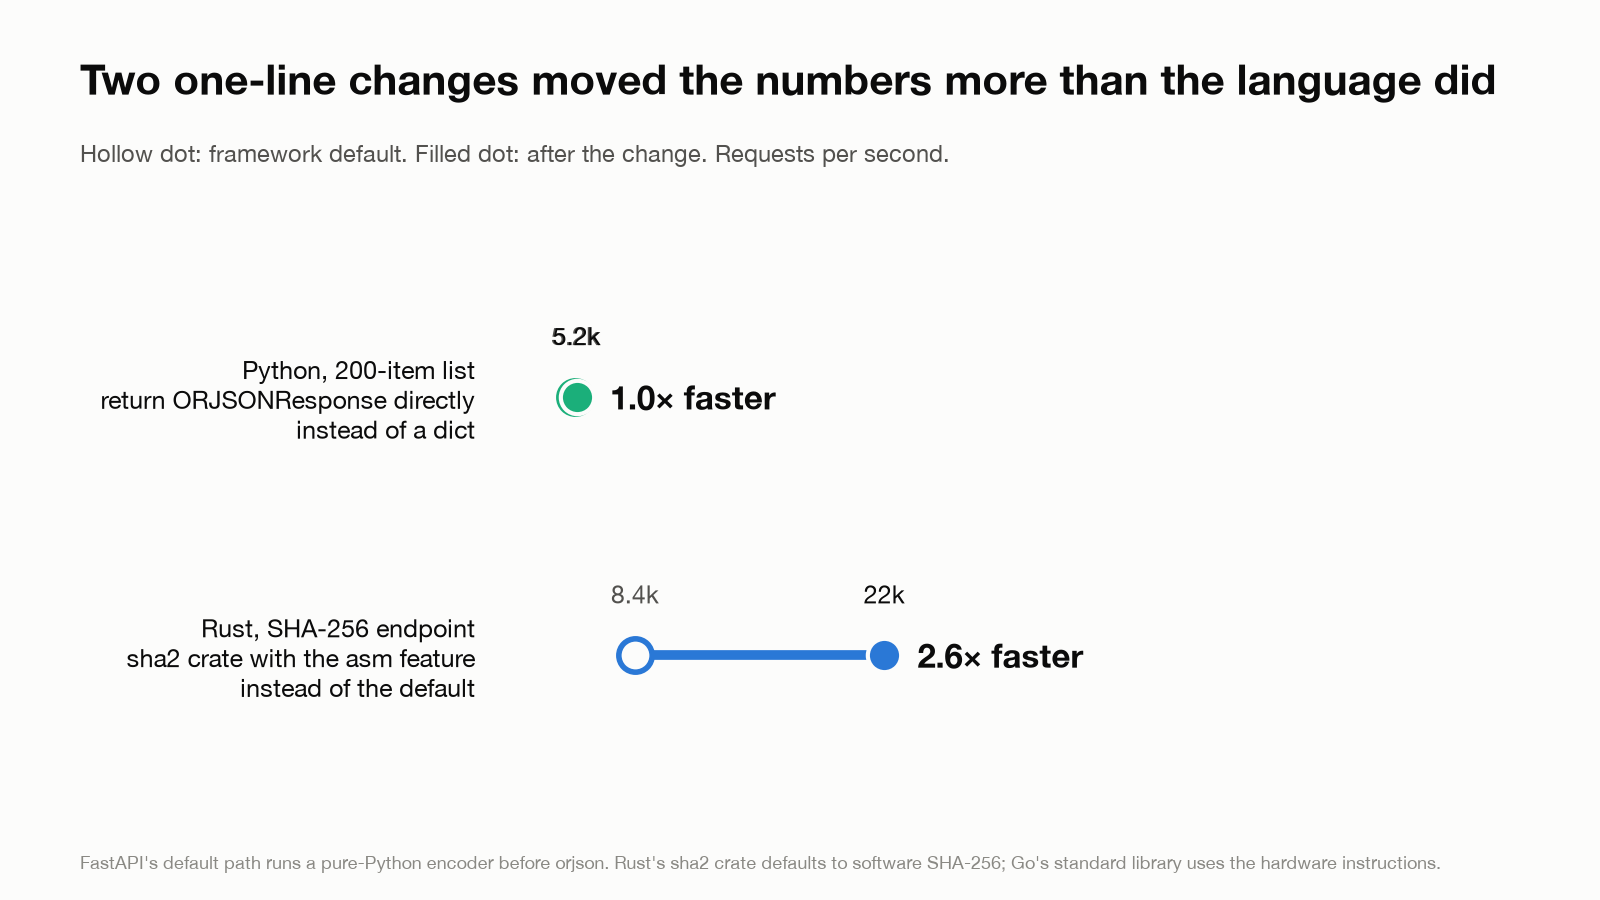 Two one-line changes moved the numbers more than the language did
Hollow dot: framework default. Filled dot: after the change. Requests per second.
5.2k
Python, 200-item list
return ORJSONResponse directly
instead of a dict
1.0× faster
8.4k
22k
Rust, SHA-256 endpoint
sha2 crate with the asm feature
instead of the default
2.6× faster
FastAPI's default path runs a pure-Python encoder before orjson. Rust's sha2 crate defaults to software SHA-256; Go's standard library uses the hardware instructions.